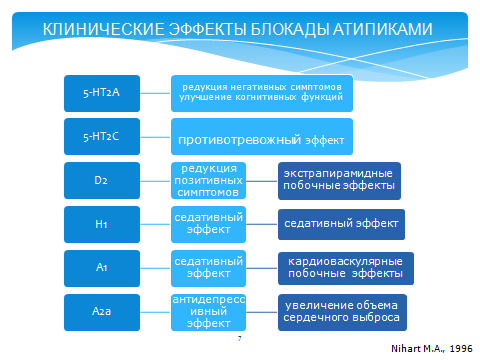 КЛИНИЧЕСКИЕ ЭФФЕКТЫ БЛОКАДЫ АТИПИКАМИ
5-HT2A
редукция негативных симптомов
улучшение когнитивных функций
5-HT2C
противотревожный эффект
D2
редукция
позитивных
симптомов
экстрапирамидные
побочные эффекты
H1
седативный
эффект
седативный эффект
A1
седативный
эффект
кардиоваскулярные
побочные эффекты
A2a
антидепресс
ивный
эффект
увеличение объема
сердечного выброса
7
Nihart M.A., 1996